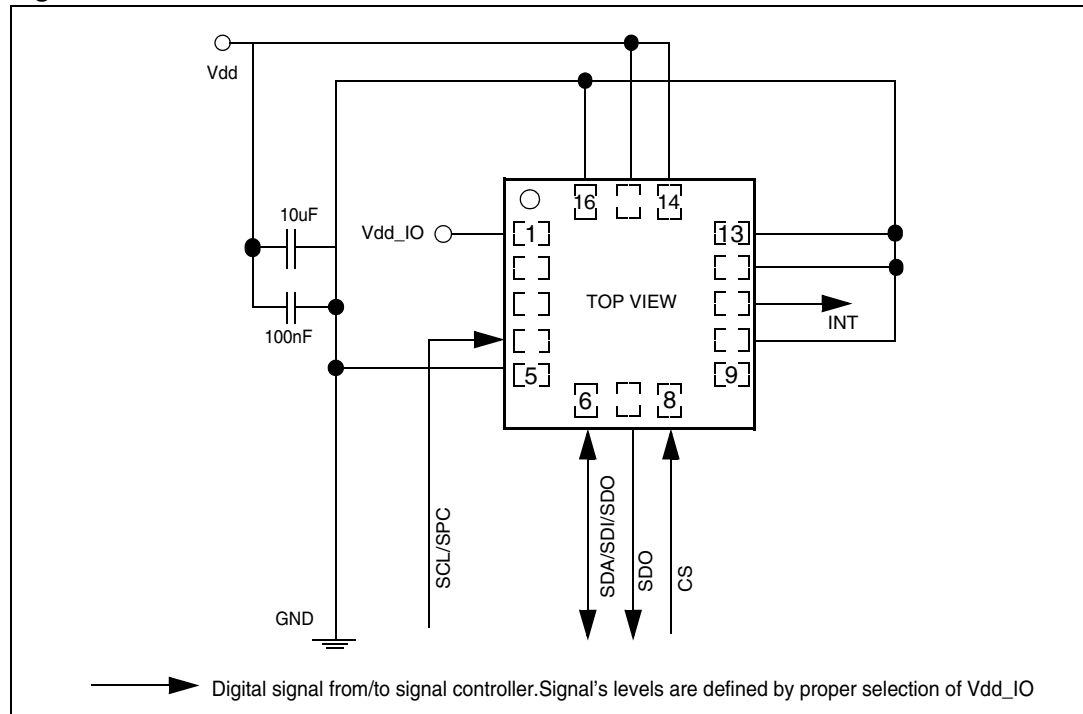 Vdd
16
14
10uF
Vdd_IO
1
13
TOP VIEW
INT
100nF
5
9
6
8
SCL/SPC
SDA/SDI/SDO
SDO
CS
GND
Digital signal from/to signal controller.Signal's levels are defined by proper selection of Vdd_IO